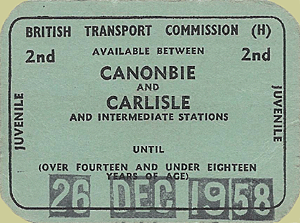 BRITISH TRANSPORT COMMISSION (H)
2nd AVAILABLE BETWEEN 2nd
CANONBIE
AND
CARLISLE
AND INTERMEDIATE STATIONS
JUVENILE
JUVENILE
UNTIL
(OVER FOURTEEN AND UNDER EIGHTEEN
YEARS OF AGE)
26 DEC 1958